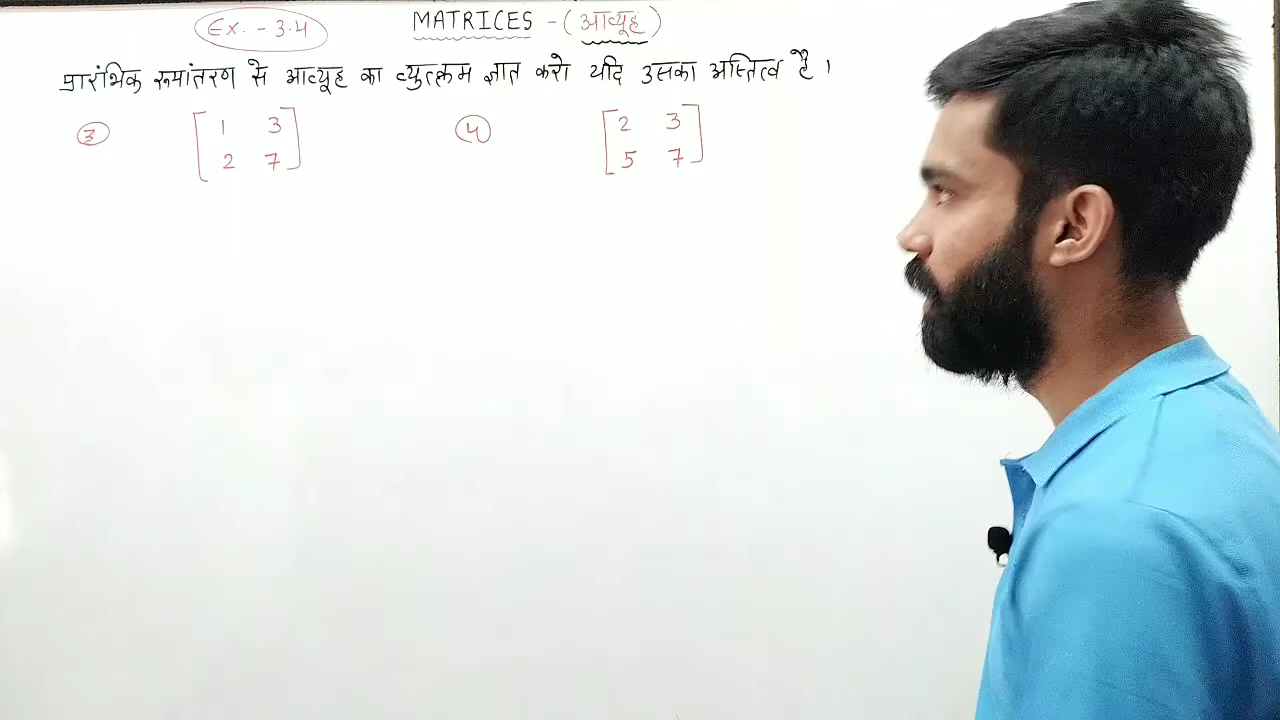 Ex. - 3.4 MATRICES - (आव्यूह)
प्रारंभिक रूपांतरण से आव्यूह का व्युत्क्रम ज्ञात करो यदि उसका अस्तित्व है ।
③ [ 1 3 ④ [ 2 3 ]
2 7 ] 5 7